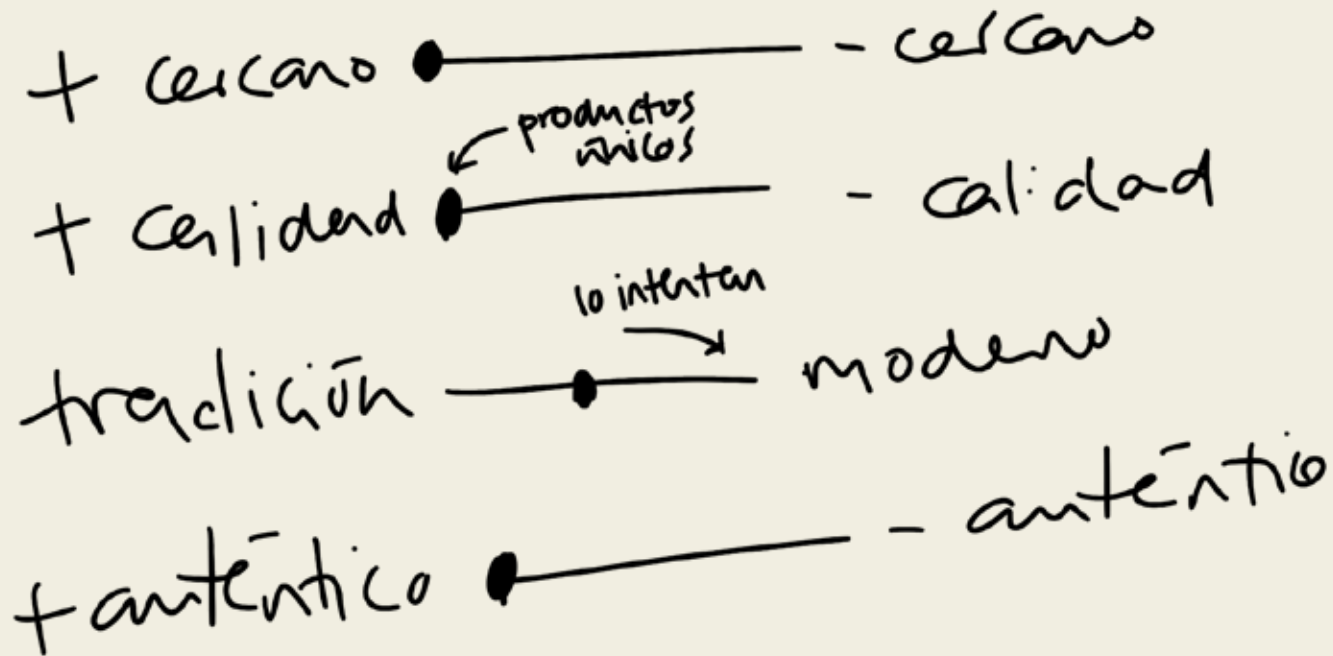 + cercano - cercano
productos
únicos
+ calidad - calidad
lo intentan
tradición moderno
+ auténtico - auténtico